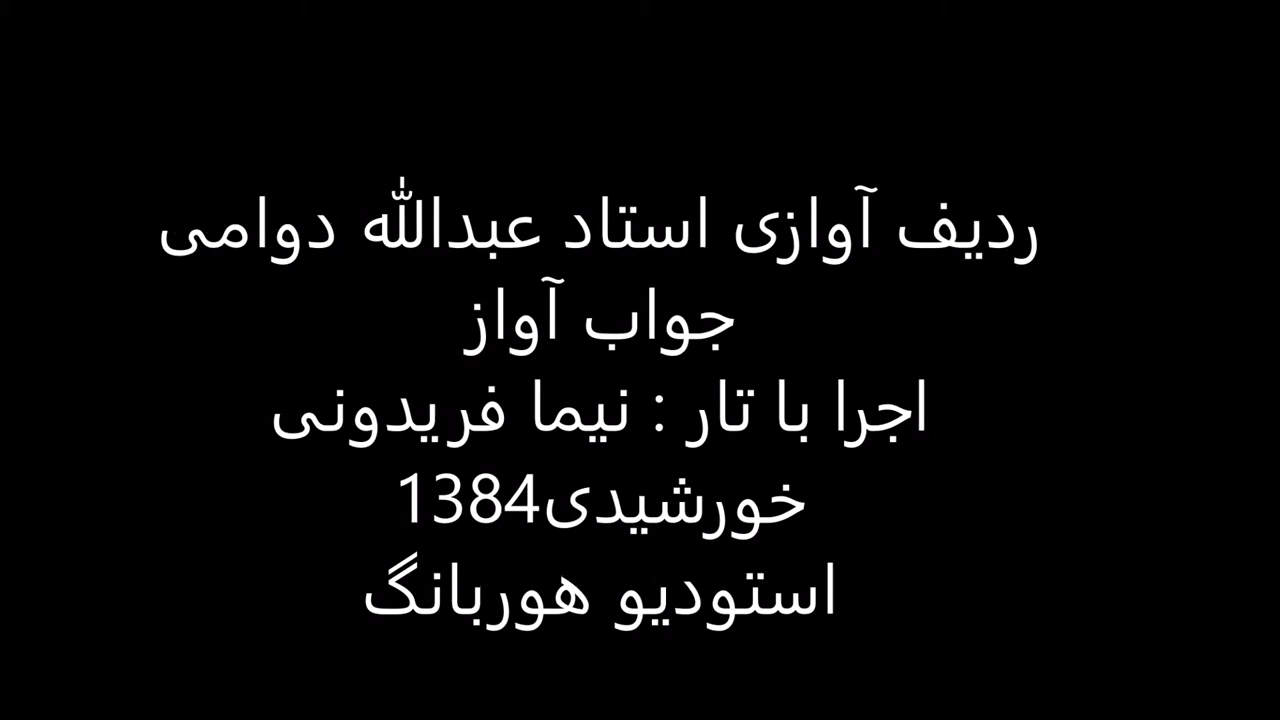 ردیف آوازی استاد عبدالله دوامی
جواب آواز
اجرا با تار : نیما فریدونی
خورشیدی1384
استودیو هوربانگ